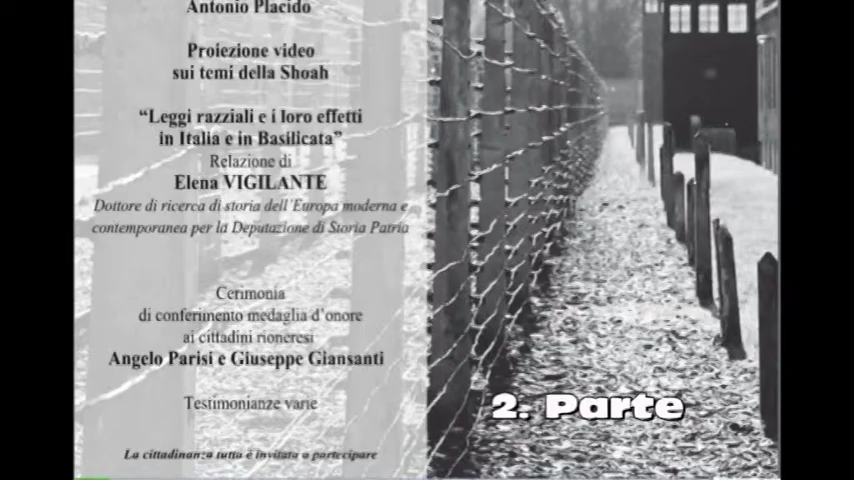 Antonio Placido
Proiezione video
sui temi della Shoah
“Leggi razziali e i loro effetti
in Italia e in Basilicata”
Relazione di
Elena VIGILANTE
Dottore di ricerca di storia dell’Europa moderna e
contemporanea per la Deputazione di Storia Patria
Cerimonia
di conferimento medaglia d’onore
ai cittadini rioneresi
Angelo Parisi e Giuseppe Giansanti
Testimonianze varie
La cittadinanza tutta è invitata a partecipare
2. Parte